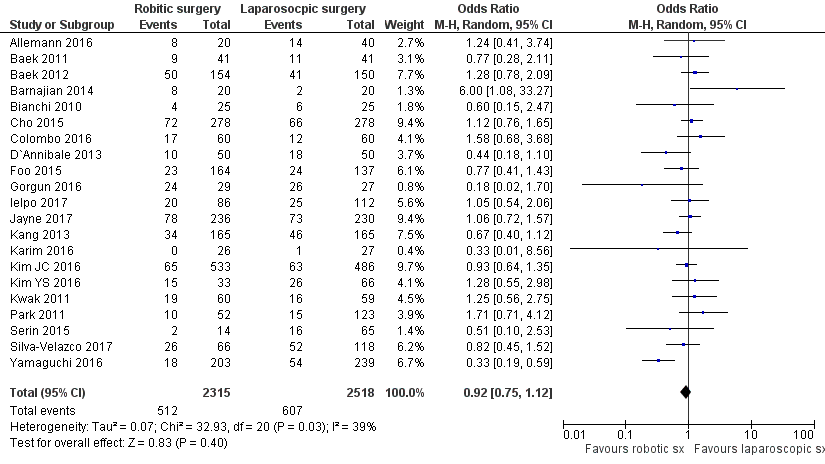 Robitic surgery Laparosocpic surgery Odds Ratio Odds Ratio
Study or Subgroup Events Total Events Total Weight M-H, Random, 95% CI M-H, Random, 95% CI
Allemann 2016 8 20 14 40 2.7% 1.24 [0.41, 3.74]
Baek 2011 9 41 11 41 3.1% 0.77 [0.28, 2.11]
Baek 2012 50 154 41 150 7.7% 1.28 [0.78, 2.09]
Barnajian 2014 8 20 2 20 1.3% 6.00 [1.08, 33.27]
Bianchi 2010 4 25 6 25 1.8% 0.60 [0.15, 2.47]
Cho 2015 72 278 66 278 9.3% 1.12 [0.76, 1.65]
Colombo 2016 17 60 12 60 4.1% 1.58 [0.68, 3.68]
D`Annibale 2013 10 50 18 50 3.7% 0.44 [0.18, 1.10]
Foo 2015 23 164 24 137 6.1% 0.77 [0.41, 1.43]
Gorgun 2016 24 29 26 27 0.8% 0.18 [0.02, 1.70]
Ielpo 2017 20 86 25 112 5.6% 1.05 [0.54, 2.06]
Jayne 2017 78 236 73 230 9.2% 1.06 [0.72, 1.57]
Kang 2013 34 165 46 165 7.4% 0.67 [0.40, 1.12]
Karim 2016 0 26 1 27 0.4% 0.33 [0.01, 8.56]
Kim JC 2016 65 533 63 486 9.6% 0.93 [0.64, 1.35]
Kim YS 2016 15 33 26 66 4.1% 1.28 [0.55, 2.98]
Kwak 2011 19 60 16 59 4.5% 1.25 [0.56, 2.75]
Park 2011 10 52 15 123 4.0% 1.71 [0.71, 4.12]
Serin 2015 2 14 16 65 1.5% 0.51 [0.10, 2.53]
Silva-Velazco 2017 26 66 52 118 6.2% 0.82 [0.45, 1.52]
Yamaguchi 2016 18 203 54 239 6.7% 0.33 [0.19, 0.59]
Total (95% CI) 2315 2518 100.0% 0.92 [0.75, 1.12]
Total events 512 607
Heterogeneity: Tau² = 0.07; Chi² = 32.93, df = 20 (P = 0.03); I² = 39%
Test for overall effect: Z = 0.83 (P = 0.40)
0.01 0.1 1 10 100
Favours robotic sx Favours laparoscopic sx